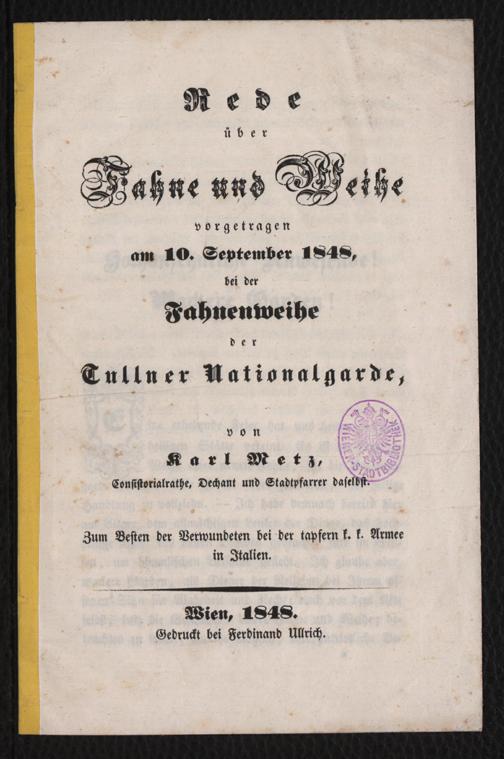 Rede
über
Fahne und Weihe
vorgetragen
am 10. September 1848,
bei der
Fahnenweihe
der
Tullner Nationalgarde,
von
Karl Metz,
Consistorialrathe, Dechant und Stadtpfarrer daselbst.
Zum Besten der Verwundeten bei der tapfern k. k. Armee
in Italien.
Wien, 1848.
Gedruckt bei Ferdinand Ullrich.
WIENER STADTBIBLIOTHEK